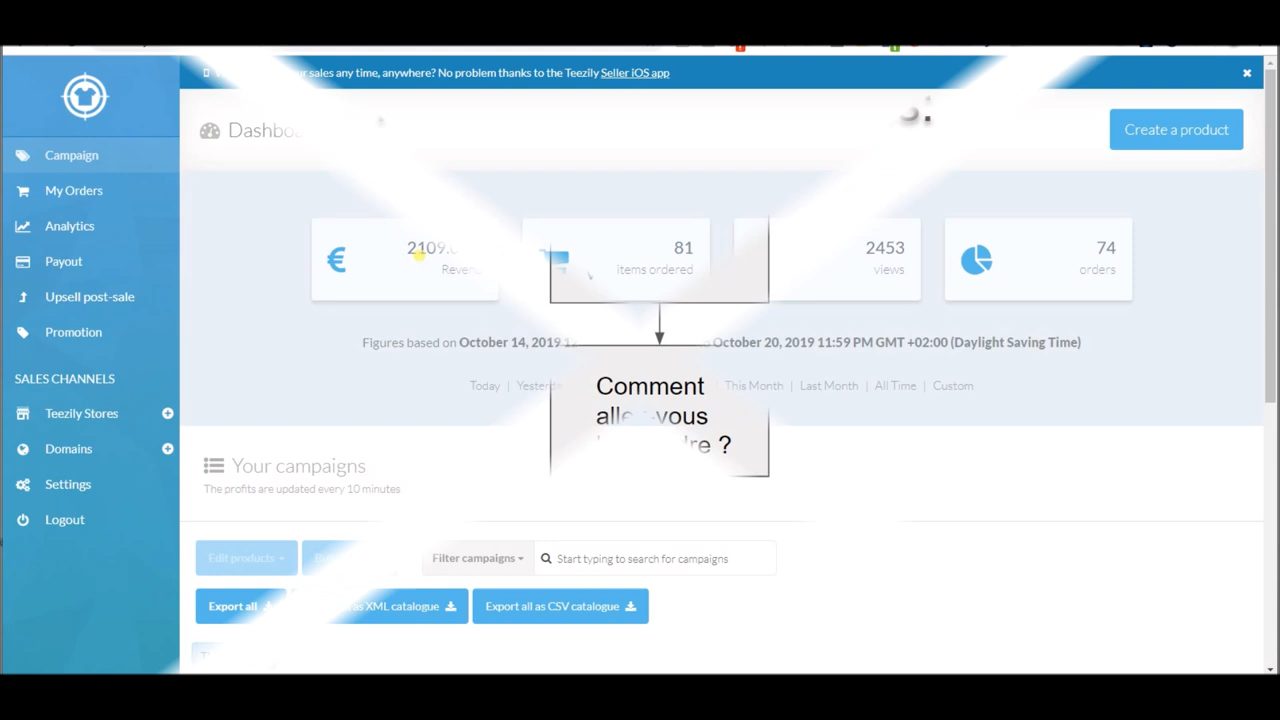 sales any time, anywhere? No problem thanks to the Teezily Seller iOS app
Create a product
Campaign
My Orders
Analytics
Payout
Upsell post-sale
Promotion
SALES CHANNELS
Teezily Stores
Domains
Settings
Logout
81
items ordered
2453
views
74
orders
Figures based on October 14, 2019
October 20, 2019 11:59 PM GMT +02:00 (Daylight Saving Time)
Today | This Month | Last Month | All Time | Custom
Comment
vous
?
Your campaigns
The profits are updated every 10 minutes
Edit products
Filter campaigns
Start typing to search for campaigns
Export all
as XML catalogue
Export all as CSV catalogue